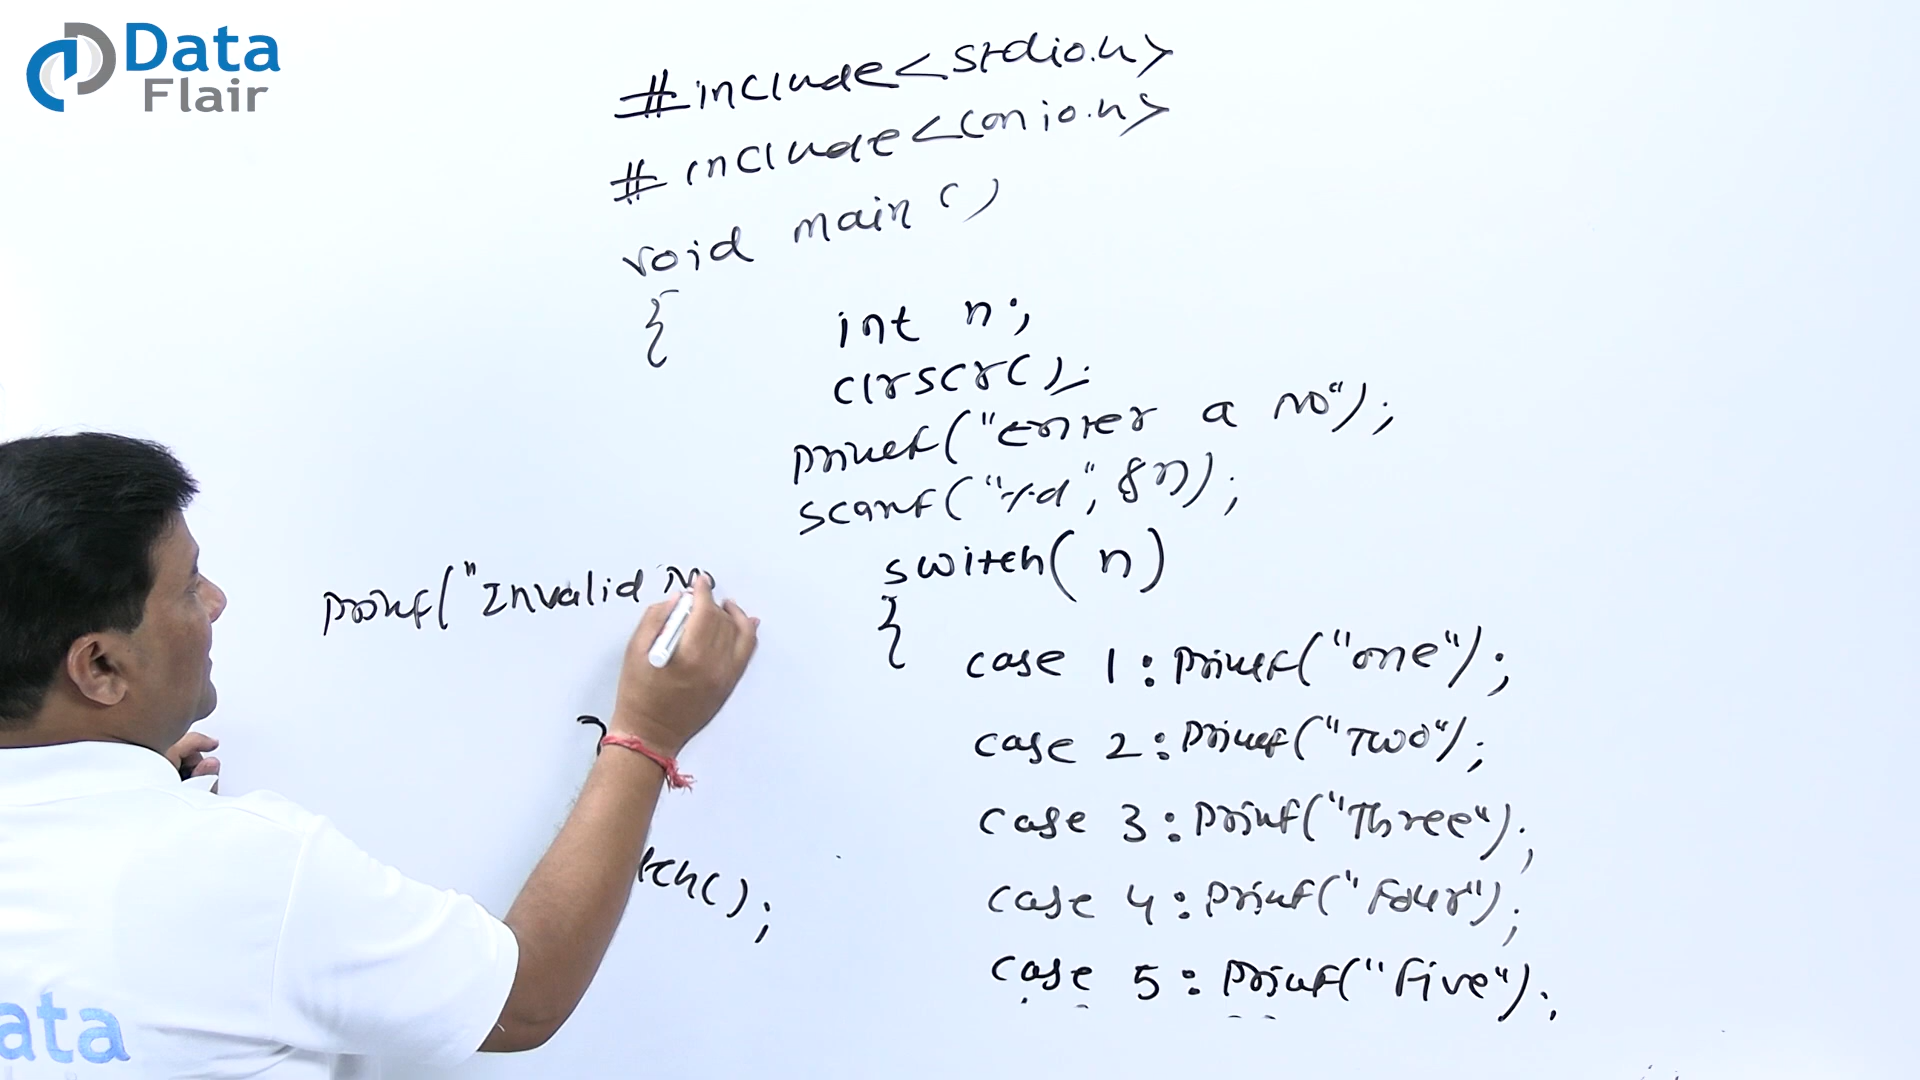 Data
Flair
#include<stdio.h>
#include<conio.h>
void main()
{
int n;
clrscr();
printf("Enter a no");
scanf("%d", &n);
switch(n)
{
case 1: printf("one");
case 2: printf("Two");
case 3: printf("Three");
case 4: printf("Four");
case 5: printf("Five");
printf("Invalid No
tch();
ata